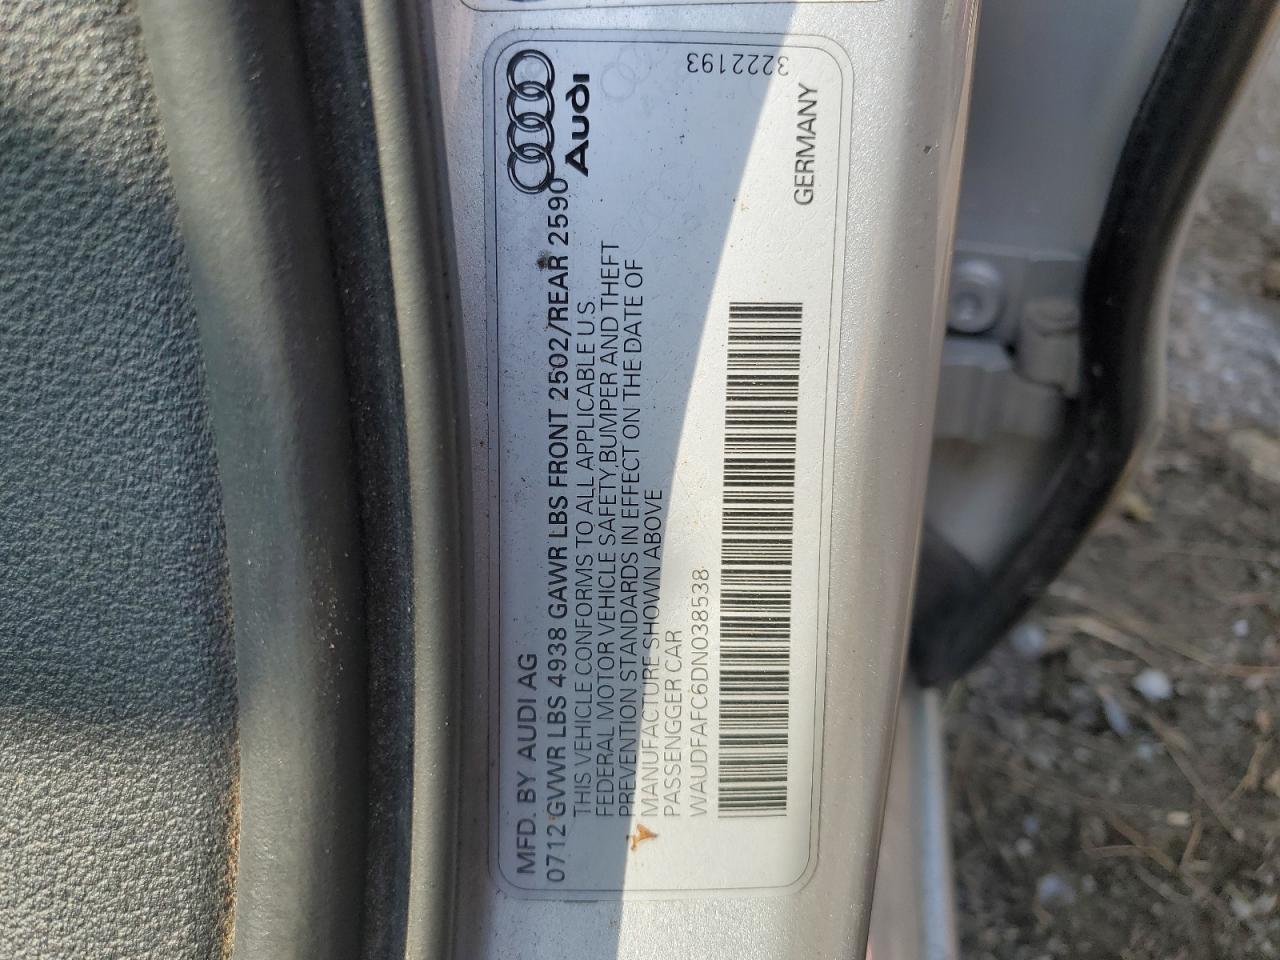 MFD. BY AUDI AG
0712 GVWR LBS 4938 GAWR LBS FRONT 2502/REAR 2590
THIS VEHICLE CONFORMS TO ALL APPLICABLE U.S
FEDERAL MOTOR VEHICLE SAFETY,BUMPER AND THEFT
PREVENTION STANDARDS IN EFFECT ON THE DATE OF
MANUFACTURE SHOWN ABOVE
PASSENGGER CAR
WAUDFAFC6DN038538
Audi
GERMANY
3222193